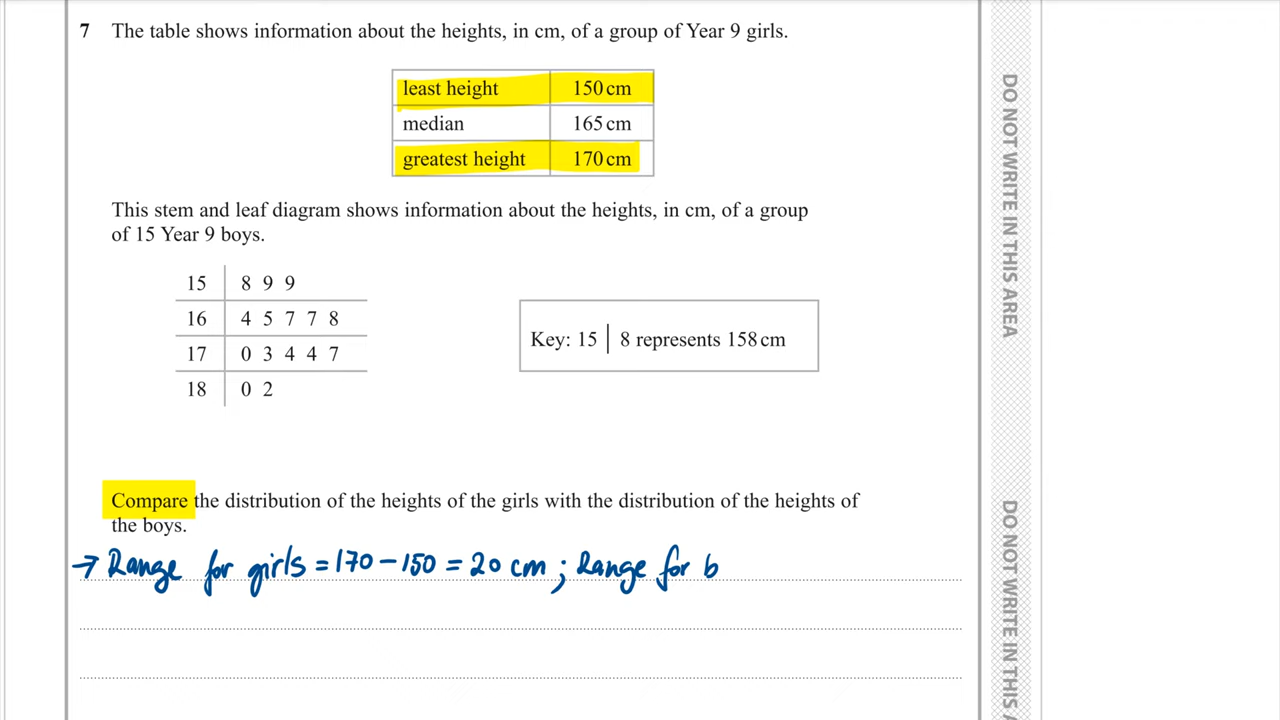 7 The table shows information about the heights, in cm, of a group of Year 9 girls.
least height 150 cm
median 165 cm
greatest height 170 cm
This stem and leaf diagram shows information about the heights, in cm, of a group
of 15 Year 9 boys.
15 | 8 9 9
16 | 4 5 7 7 8
17 | 0 3 4 4 7
18 | 0 2
Key: 15 | 8 represents 158 cm
Compare the distribution of the heights of the girls with the distribution of the heights of
the boys.
→ Range for girls = 170 − 150 = 20 cm ; Range for b
DO NOT WRITE IN THIS AREA
DO NOT WRITE IN THIS A